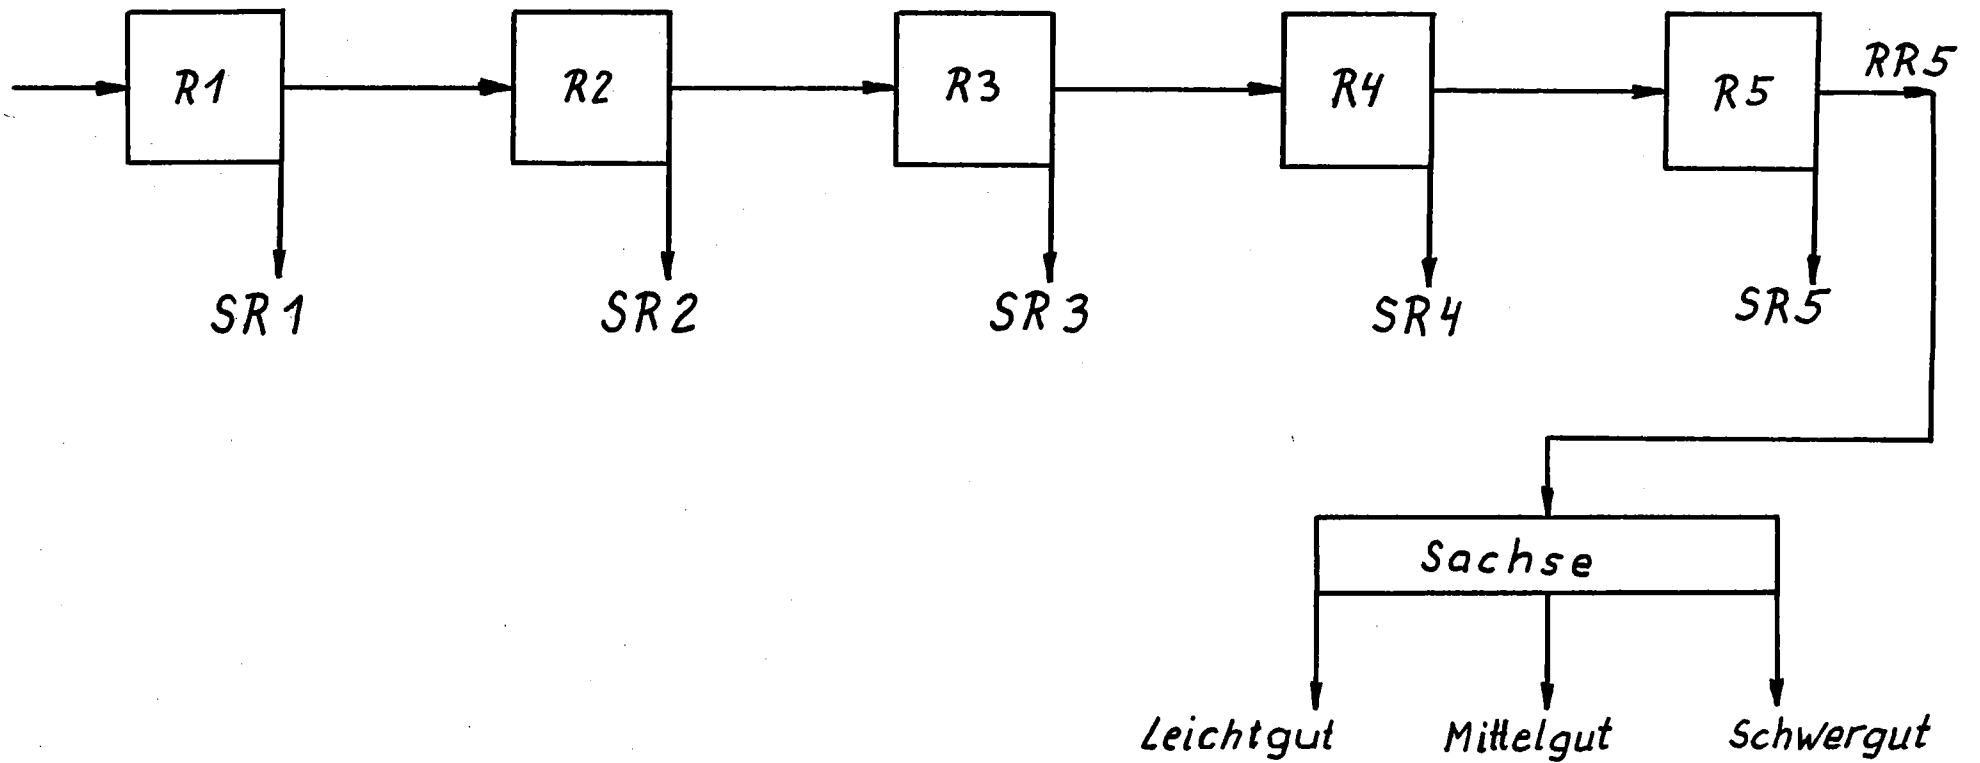 R1 R2 R3 R4 R5 RR5
SR1 SR2 SR3 SR4 SR5
Sachse
Leichtgut Mittelgut Schwergut